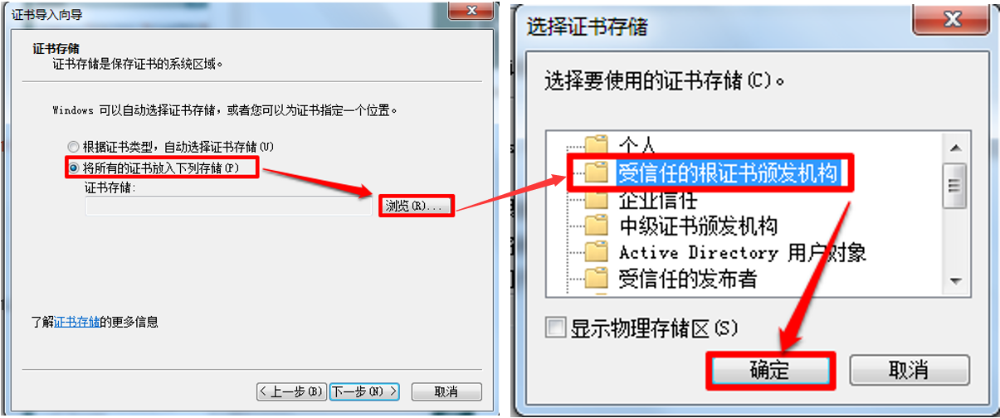 证书导入向导
证书存储
证书存储是保存证书的系统区域。
Windows 可以自动选择证书存储，或者您可以为证书指定一个位置。
根据证书类型，自动选择证书存储(U)
将所有的证书放入下列存储(P)
证书存储:
浏览(R)...
了解证书存储的更多信息
< 上一步(B)
下一步(N) >
取消
选择证书存储
选择要使用的证书存储(C)。
个人
受信任的根证书颁发机构
企业信任
中级证书颁发机构
Active Directory 用户对象
受信任的发布者
显示物理存储区(S)
确定
取消